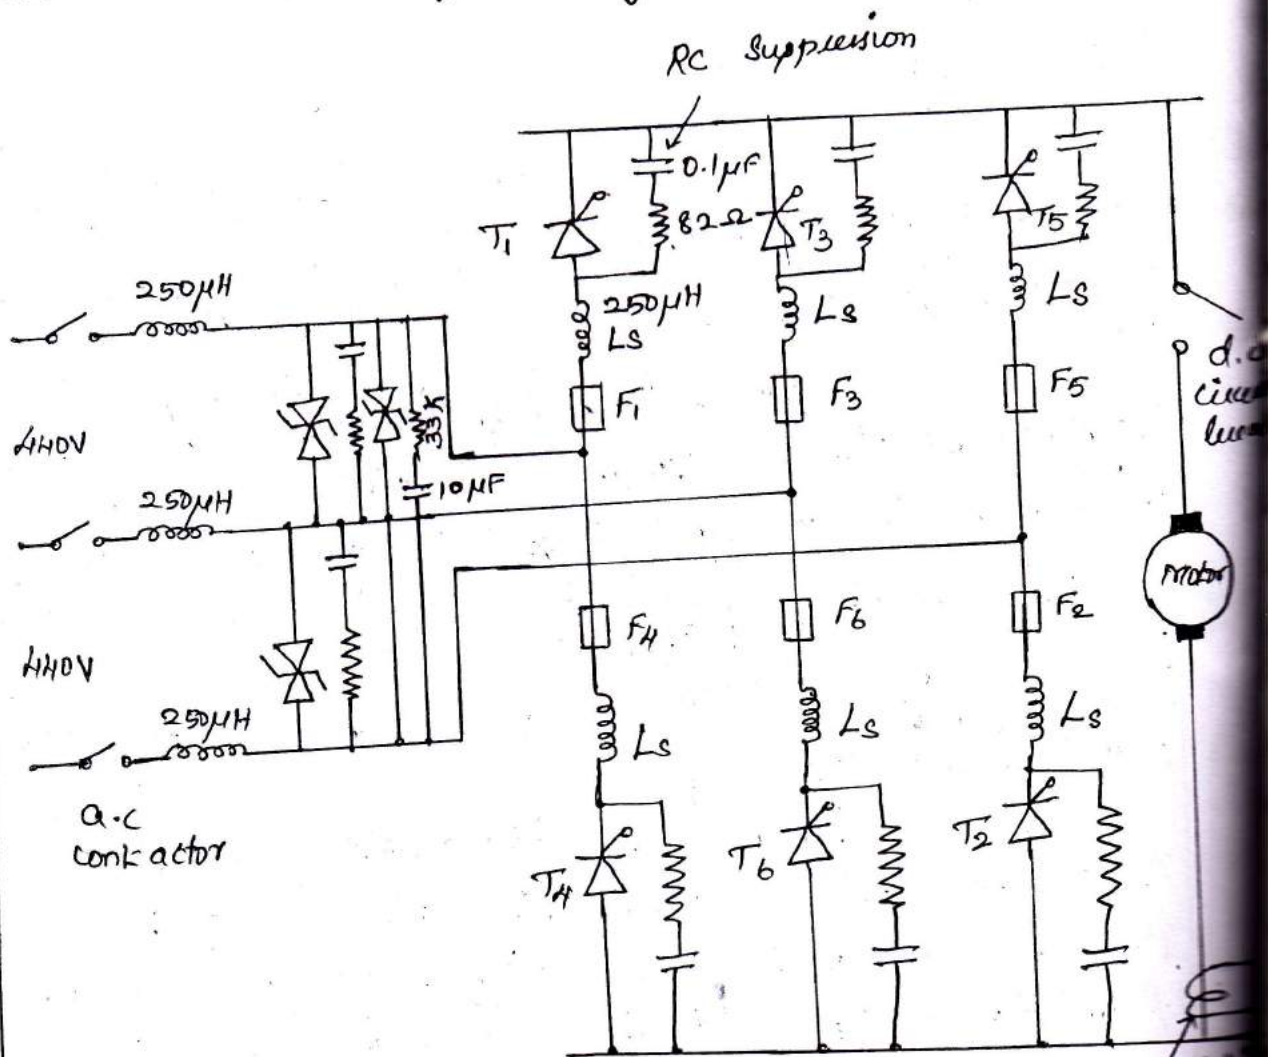 RC Suppression
0.1μF
82Ω
T1
T3
T5
250μH
250μH
LS
LS
LS
F1
F3
F5
33K
440V
10μF
250μH
Motor
F4
F6
F2
440V
250μH
LS
LS
LS
a.c
contactor
T4
T6
T2